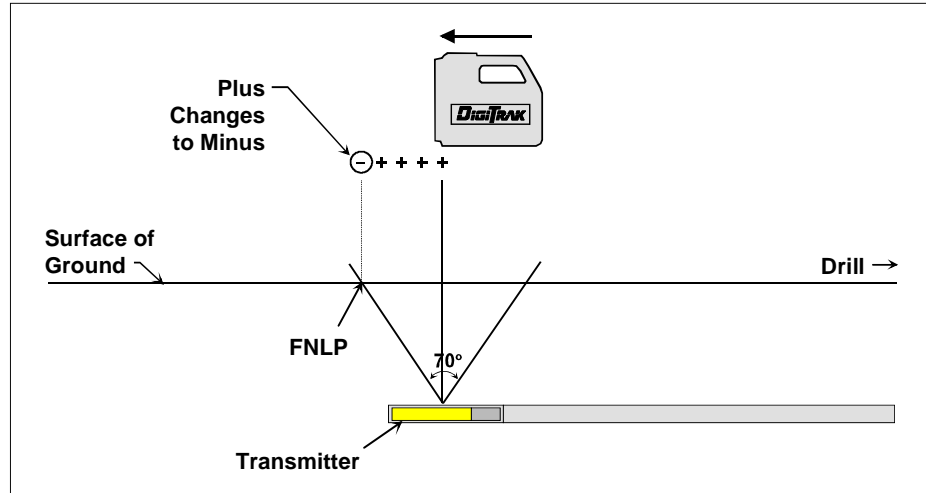 Plus
Changes
to Minus
DIGITRAK
- + + + +
Surface of
Ground
Drill
FNLP
70°
Transmitter